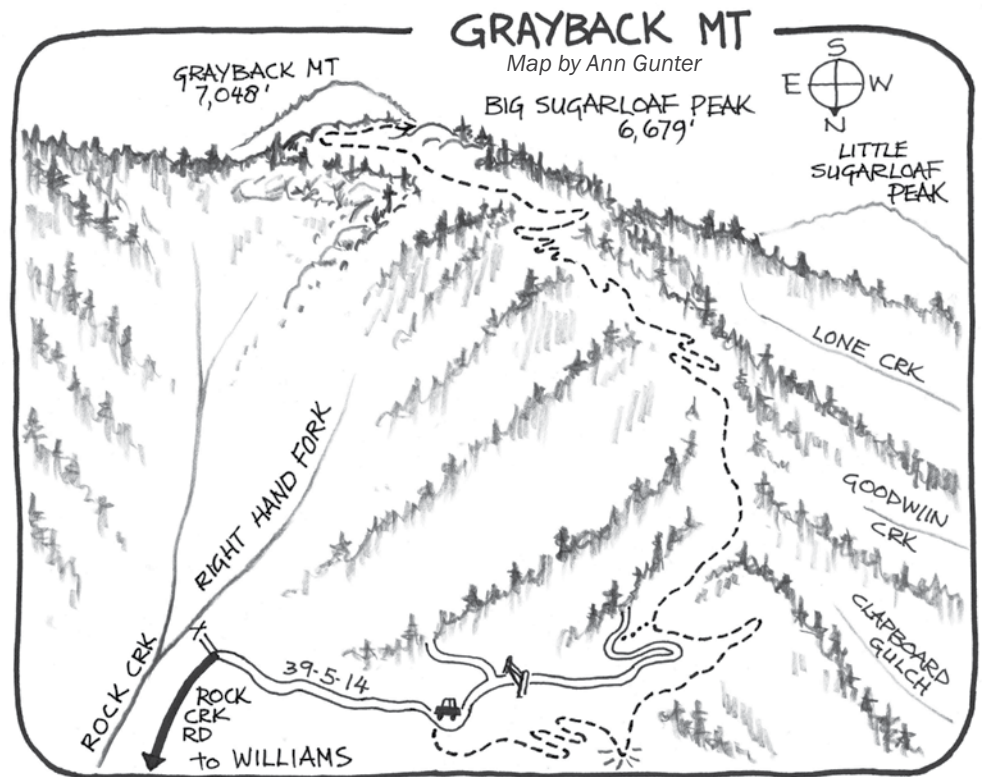 GRAYBACK MT
Map by Ann Gunter
GRAYBACK MT
7,048'
BIG SUGARLOAF PEAK
6,679'
S
E W
N
LITTLE
SUGARLOAF
PEAK
LONE CRK
GOODWIIN
CRK
CLAPBOARD
GULCH
RIGHT HAND FORK
ROCK CRK
39-5-14
ROCK
CRK
RD
to WILLIAMS